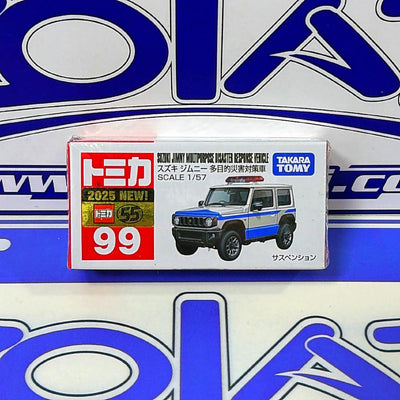 トミカ
2025 NEW!
トミカ 55
99
SUZUKI JIMNY MULTIPURPOSE DISASTER RESPONSE VEHICLE
スズキ ジムニー 多目的災害対策車
SCALE 1/57
TAKARA
TOMY
サスペンション
www.